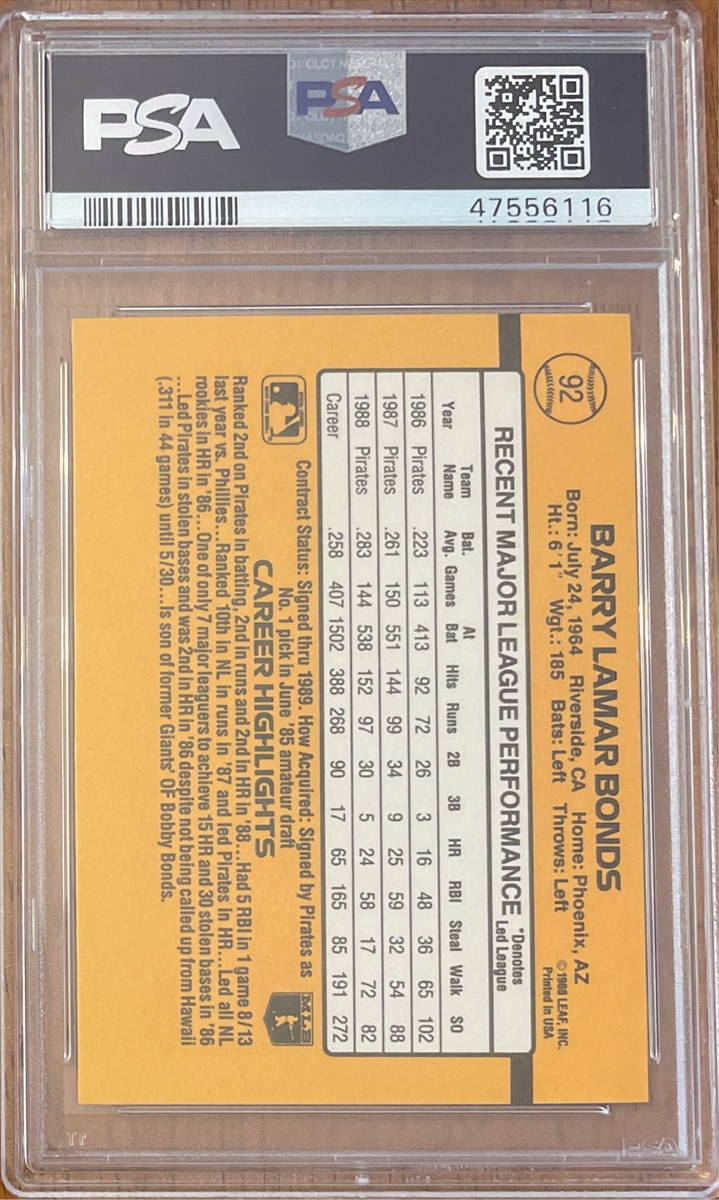 PSA
CLCT
PSA
NASDAQ
47556116
92
BARRY LAMAR BONDS
Born: July 24, 1964 Riverside, CA Home: Phoenix, AZ
Ht.: 6' 1" Wgt.: 185 Bats: Left Throws: Left
© 1988 LEAF, INC.
Printed in USA
RECENT MAJOR LEAGUE PERFORMANCE
*Denotes
Led League
Year Team Name Bat. Avg. Games At Bat Hits Runs 2B 3B HR RBI Steal Walk SO
1986 Pirates .223 113 413 92 72 26 3 16 48 36 65 102
1987 Pirates .261 150 551 144 99 34 9 25 59 32 54 88
1988 Pirates .283 144 538 152 97 30 5 24 58 17 72 82
Career .258 407 1502 388 268 90 17 65 165 85 191 272
Contract Status: Signed thru 1989. How Acquired: Signed by Pirates as
No. 1 pick in June '85 amateur draft
MLB
CAREER HIGHLIGHTS
Ranked 2nd on Pirates in batting, 2nd in runs and 2nd in HR in '88...Had 5 RBI in 1 game 8/13
last year vs. Phillies...Ranked 10th in NL in runs in '87 and led Pirates in HR...Led all NL
rookies in HR in '86...One of only 7 major leaguers to achieve 15 HR and 30 stolen bases in '86
...Led Pirates in stolen bases and was 2nd in HR in '86 despite not being called up from Hawaii
(.311 in 44 games) until 5/30...Is son of former Giants' OF Bobby Bonds.
PSA